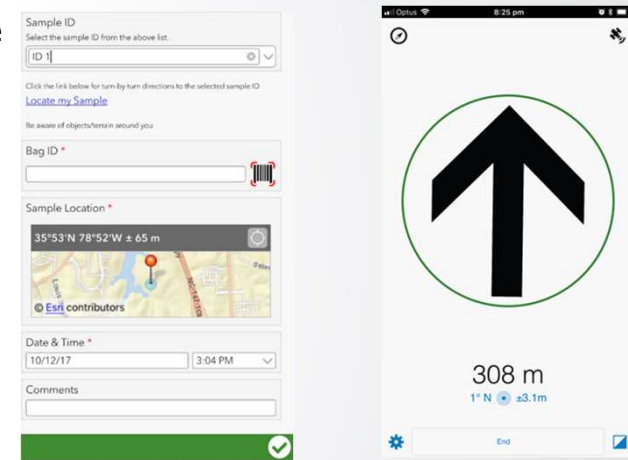 e
Sample ID
Select the sample ID from the above list.
ID 1
Click the link below for turn-by-turn directions to the selected sample ID
Locate my Sample
Be aware of objects/terrain around you
Bag ID *
Sample Location *
35°53'N 78°52'W ± 65 m
© Esri contributors
Date & Time *
10/12/17 3:04 PM
Comments
Optus 8:25 pm
308 m
1° N ±3.1m
End